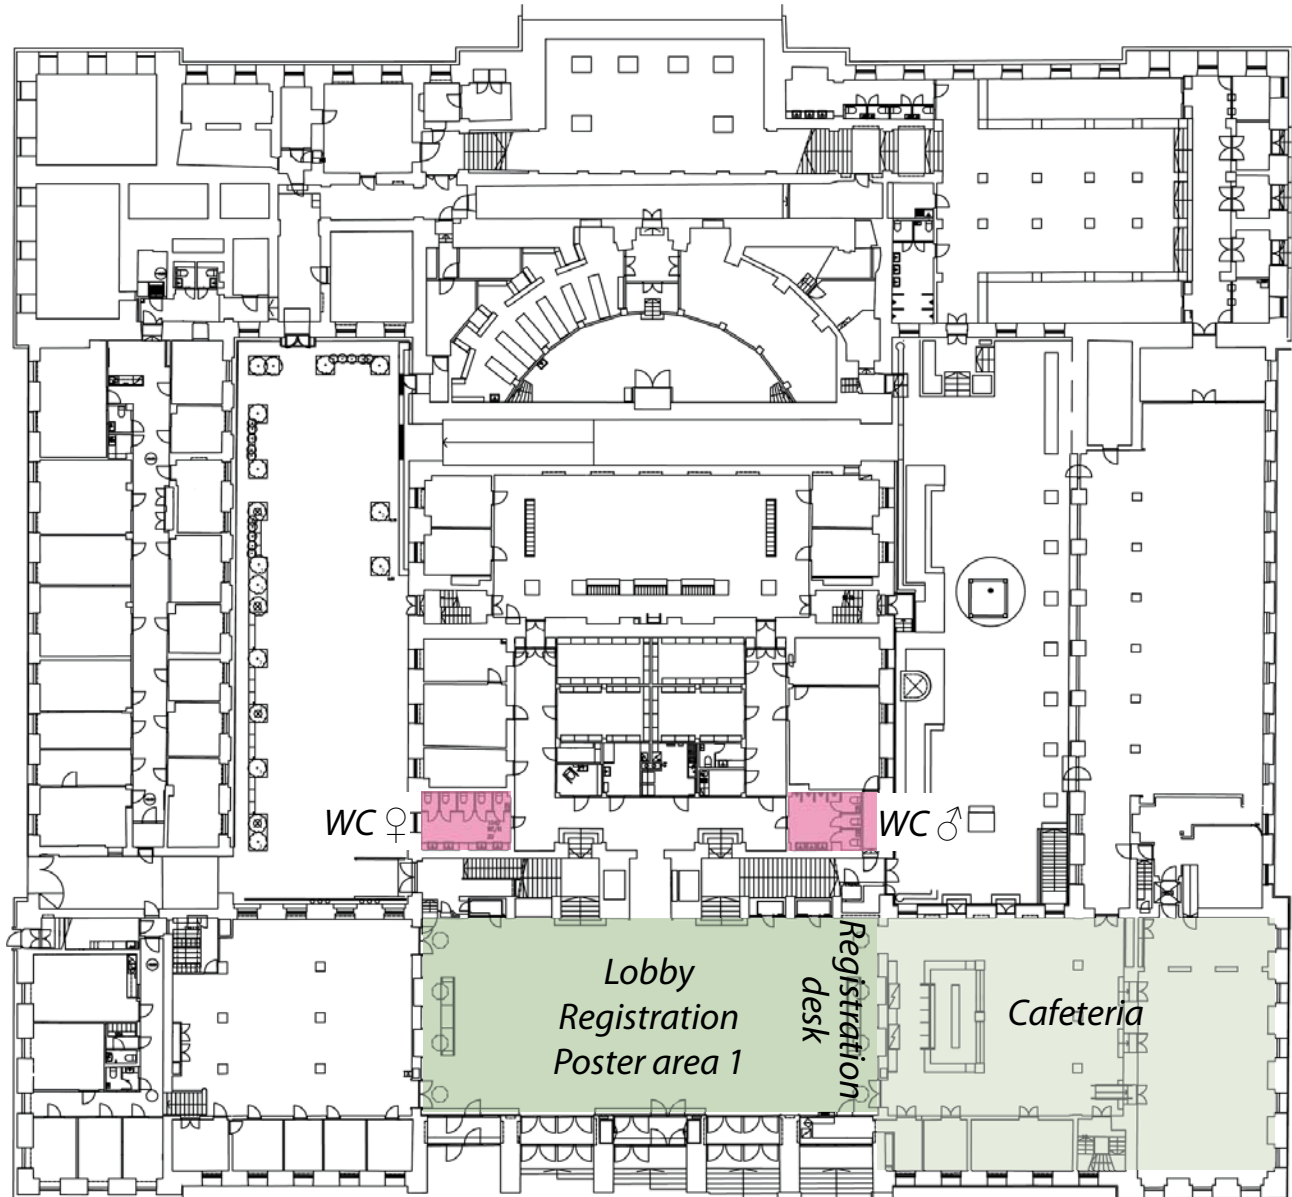 WC ♀
WC ♂
Lobby
Registration
Poster area 1
Registration
desk
Cafeteria